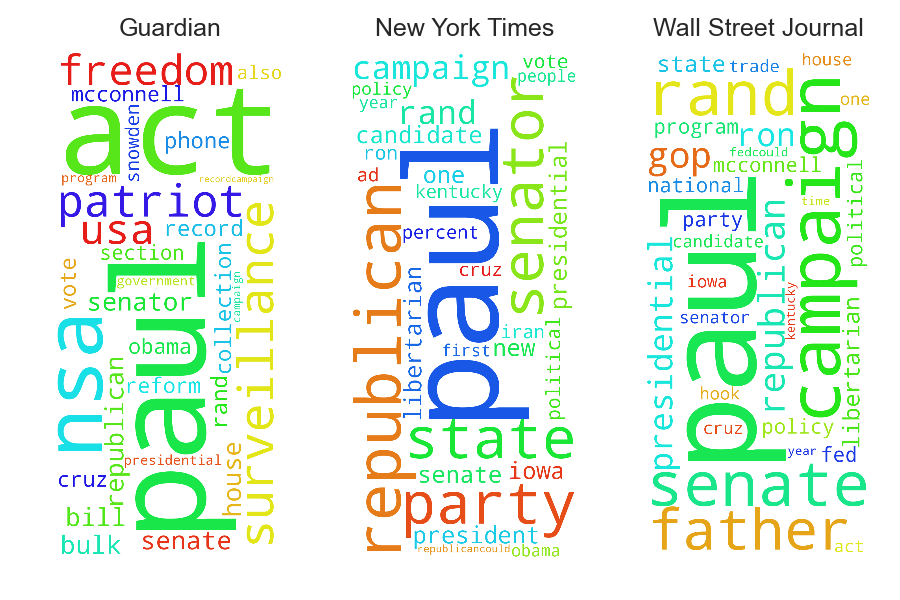 Guardian
freedom
also
mcconnell
act
snowden
phone
program
recordcampaign
patriot
usa
record
surveillance
section
collection
vote
government
campaign
senator
paul
nsa
obama
reform
rand
republican
presidential
house
cruz
bill
bulk
senate
New York Times
campaign
vote
people
policy
year
rand
senator
candidate
ron
paul
ad
one
kentucky
republican
presidential
percent
cruz
libertarian
iran
first
new
political
state
senate
iowa
party
president
republicancould
obama
Wall Street Journal
state
trade
house
rand
one
campaign
program
ron
fedcould
gop
mcconnell
political
national
paul
time
party
republican
candidate
presidential
iowa
kentucky
senator
libertarian
hook
cruz
policy
year
fed
senate
father
act